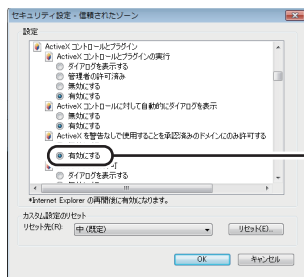 セキュリティ設定 - 信頼されたゾーン
設定
ActiveX コントロールとプラグイン
ActiveX コントロールとプラグインの実行
ダイアログを表示する
管理者の許可済み
無効にする
有効にする
ActiveX コントロールに対して自動的にダイアログを表示
無効にする
有効にする
ActiveX を警告なしで使用することを承認済みのドメインにのみ許可する
有効にする
ダイアログを表示する
*Internet Explorer の再開後に有効になります。
カスタム設定のリセット
リセット先(R): 中 (既定) リセット(E)...
OK キャンセル